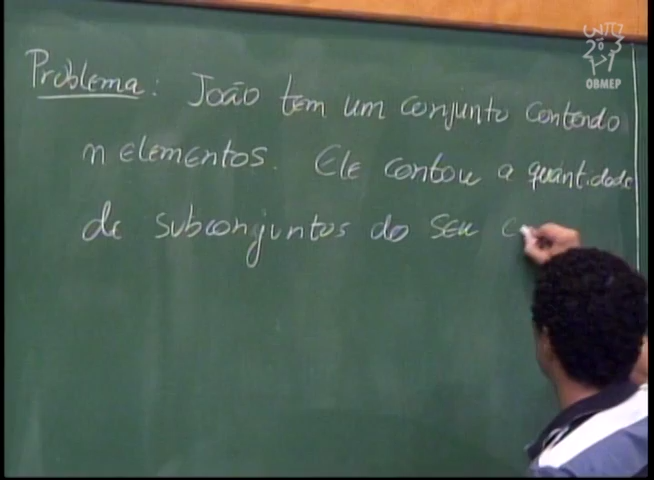 Problema: João tem um conjunto contendo
n elementos. Ele contou a quantidade
de subconjuntos do seu c
OBMEP